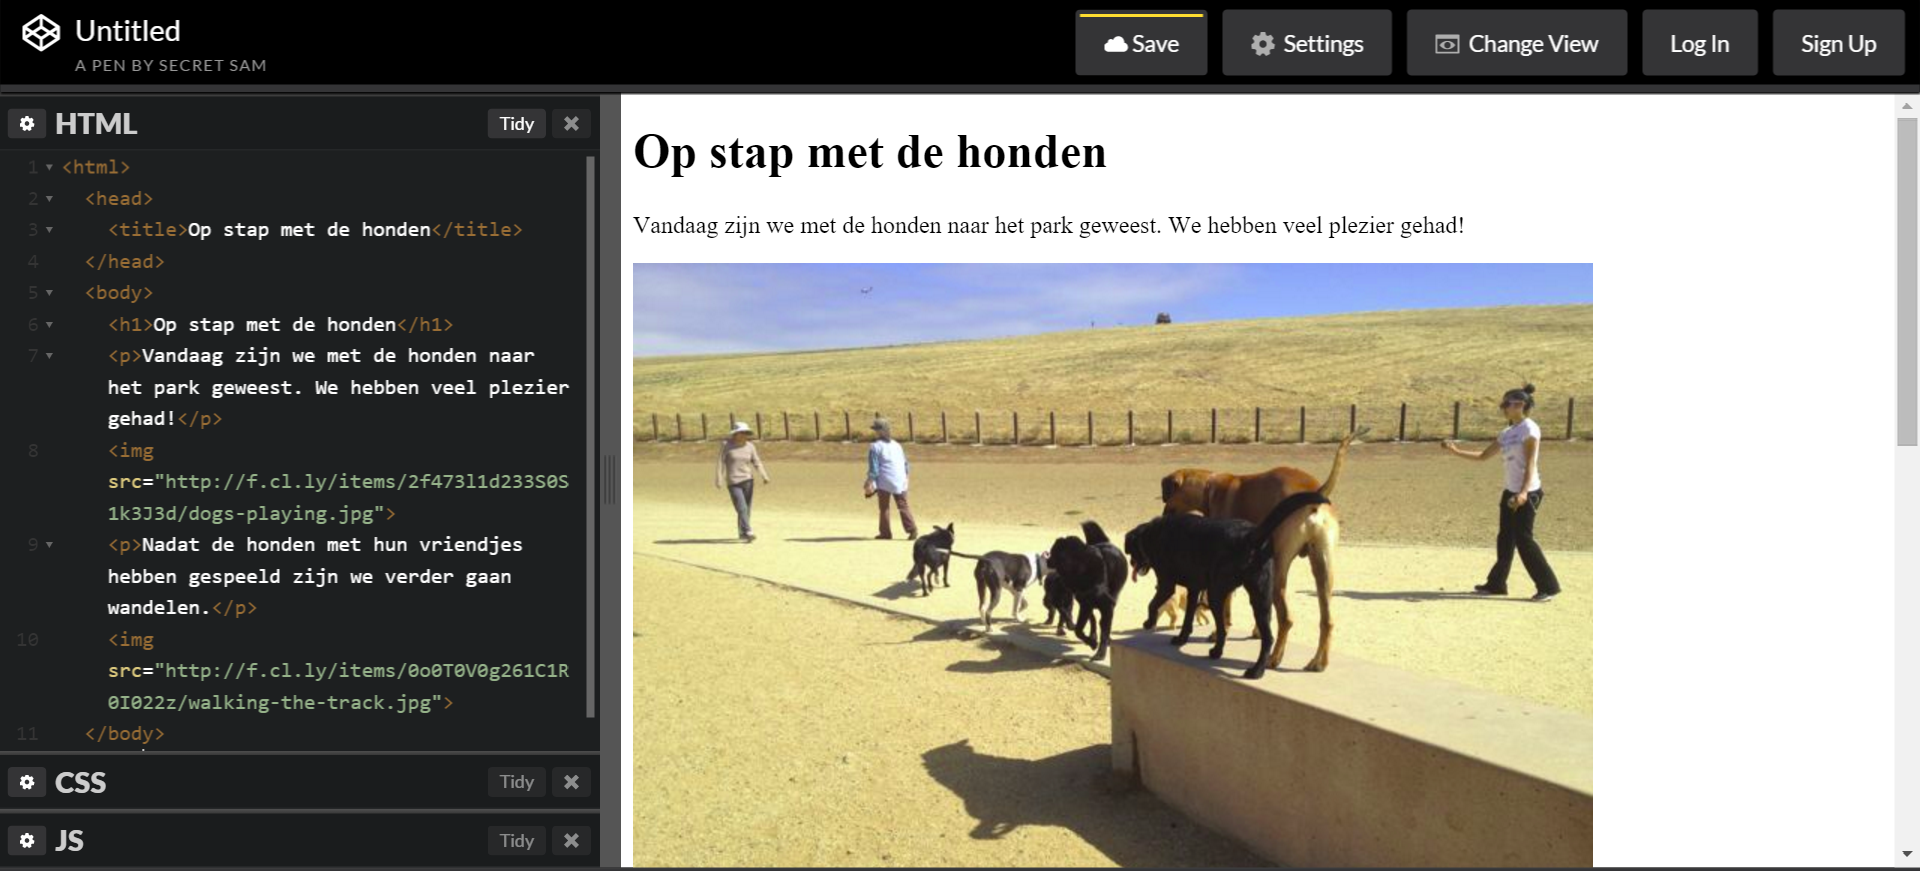 Untitled
A PEN BY SECRET SAM
Save
Settings
Change View
Log In
Sign Up
HTML
Tidy
1 <html>
2 <head>
3 <title>Op stap met de honden</title>
4 </head>
5 <body>
6 <h1>Op stap met de honden</h1>
7 <p>Vandaag zijn we met de honden naar
het park geweest. We hebben veel plezier
gehad!</p>
8 <img
src="http://f.cl.ly/items/2f473l1d233S0S
1k3J3d/dogs-playing.jpg">
9 <p>Nadat de honden met hun vriendjes
hebben gespeeld zijn we verder gaan
wandelen.</p>
10 <img
src="http://f.cl.ly/items/0o0T0V0g261C1R
0I022z/walking-the-track.jpg">
11 </body>
CSS
Tidy
JS
Tidy
Op stap met de honden
Vandaag zijn we met de honden naar het park geweest. We hebben veel plezier gehad!